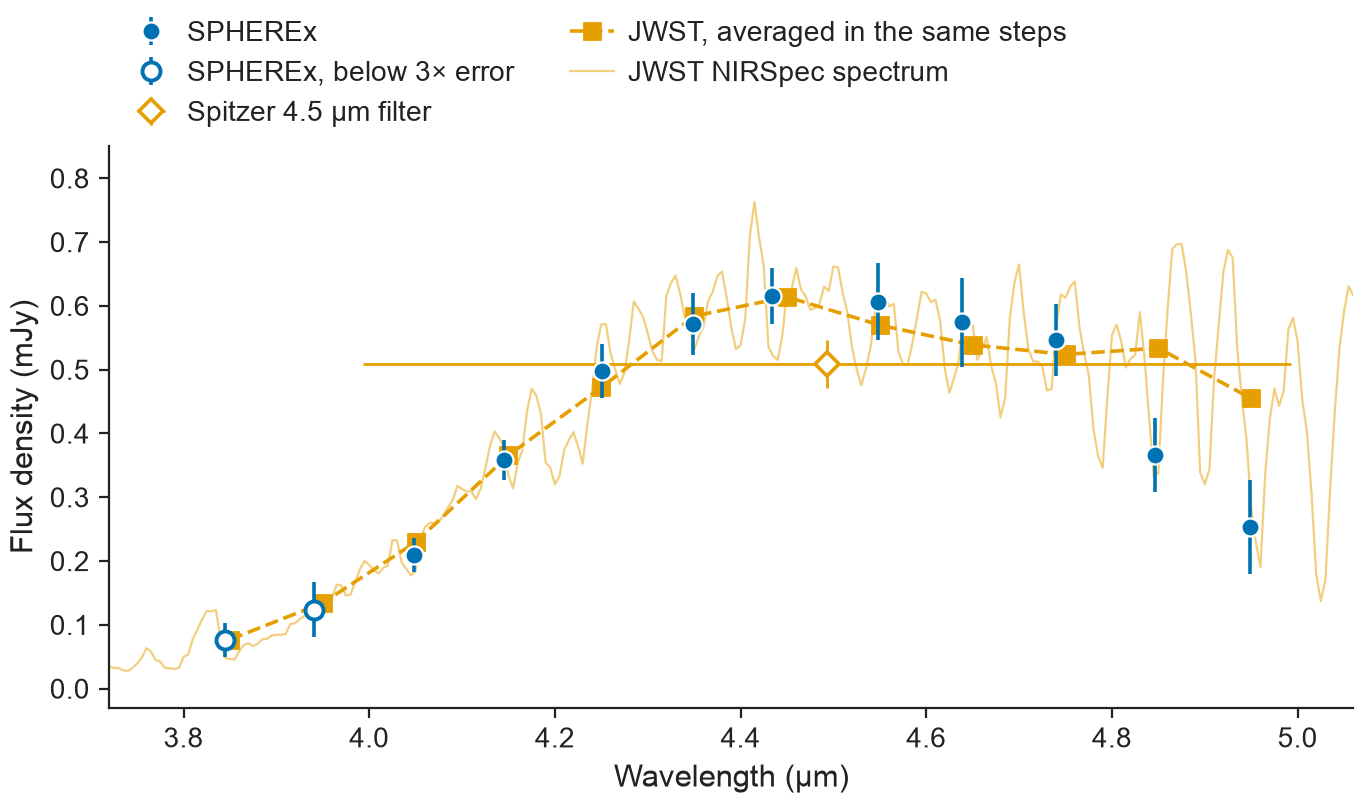 SPHEREx
SPHEREx, below 3× error
Spitzer 4.5 µm filter
JWST, averaged in the same steps
JWST NIRSpec spectrum
Flux density (mJy)
0.8
0.7
0.6
0.5
0.4
0.3
0.2
0.1
0.0
3.8 4.0 4.2 4.4 4.6 4.8 5.0
Wavelength (µm)